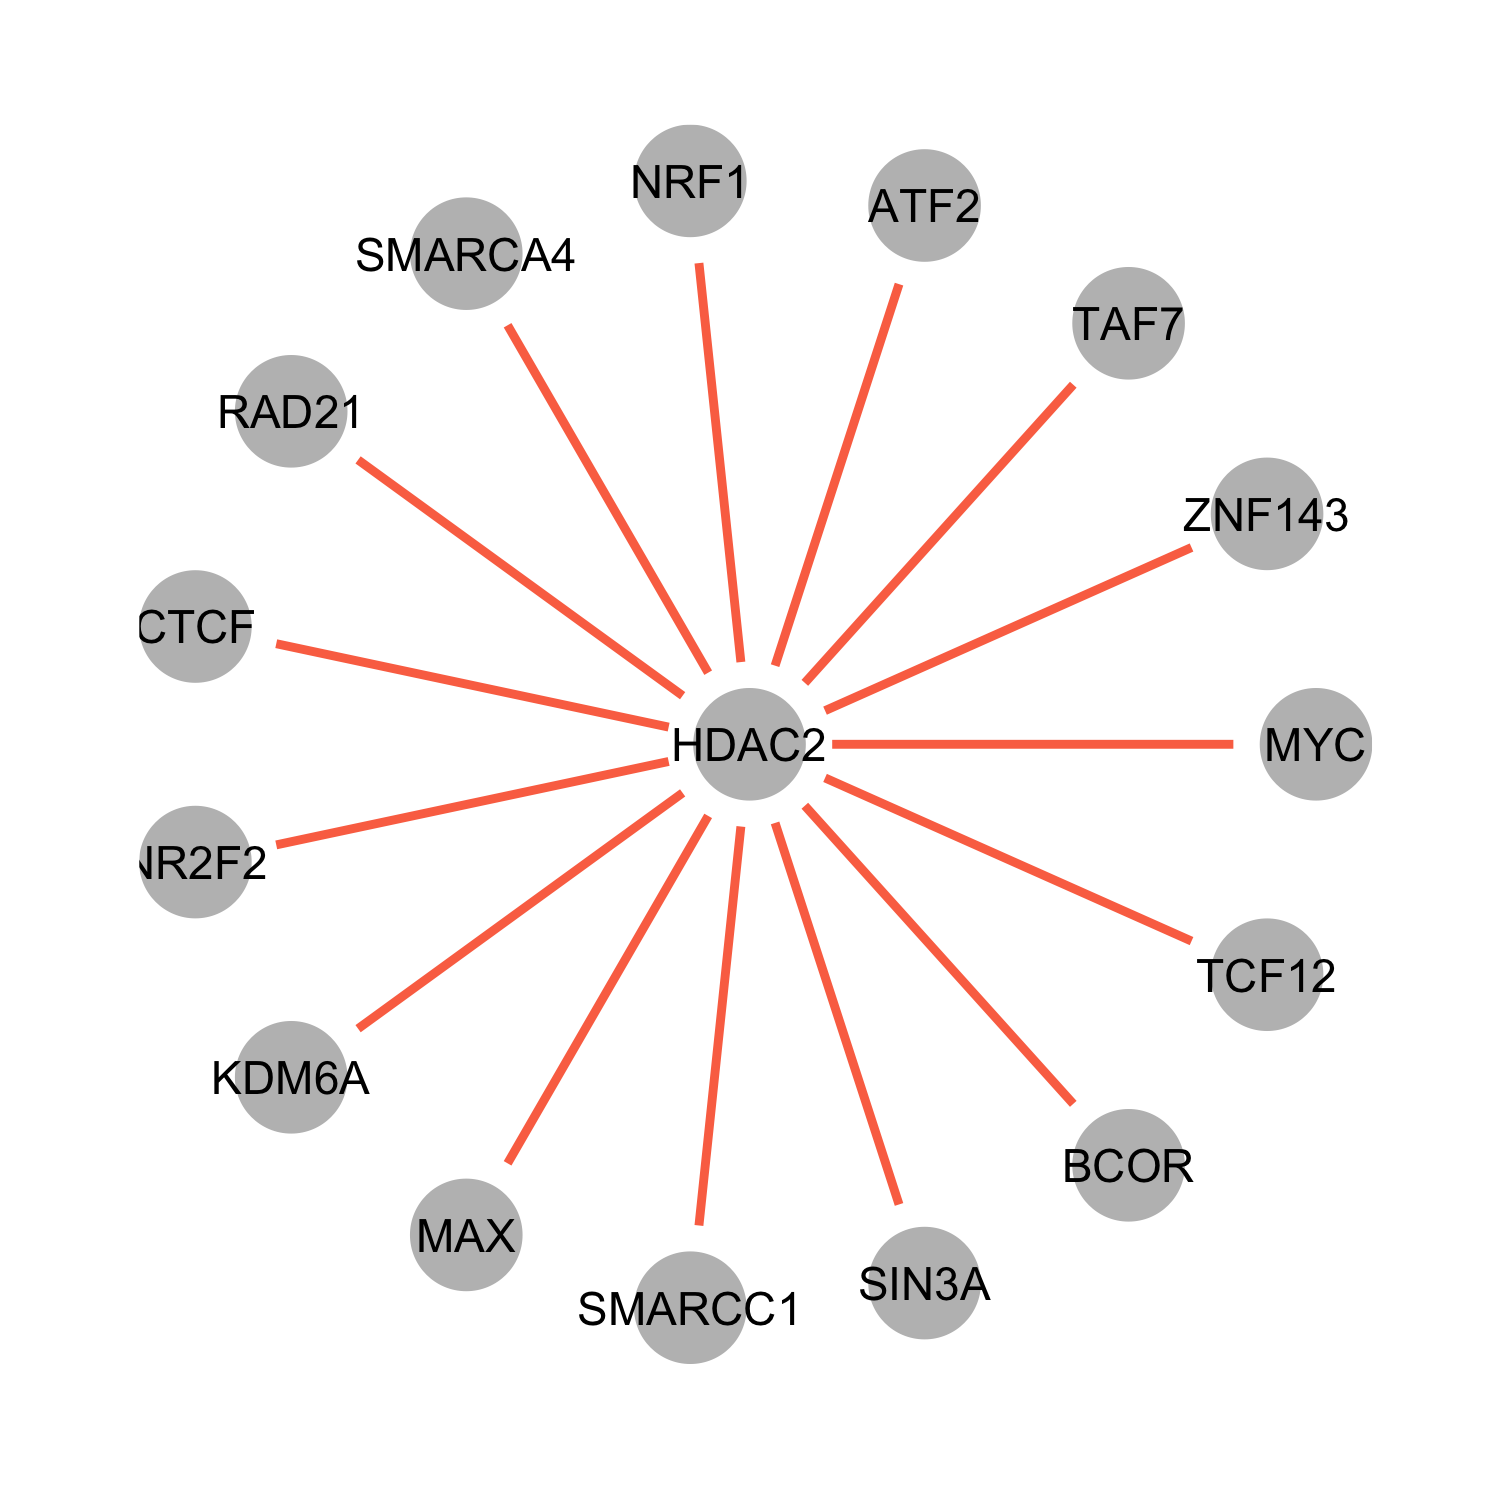 NRF1
ATF2
SMARCA4
TAF7
RAD21
ZNF143
CTCF
HDAC2
MYC
NR2F2
TCF12
KDM6A
BCOR
MAX
SIN3A
SMARCC1